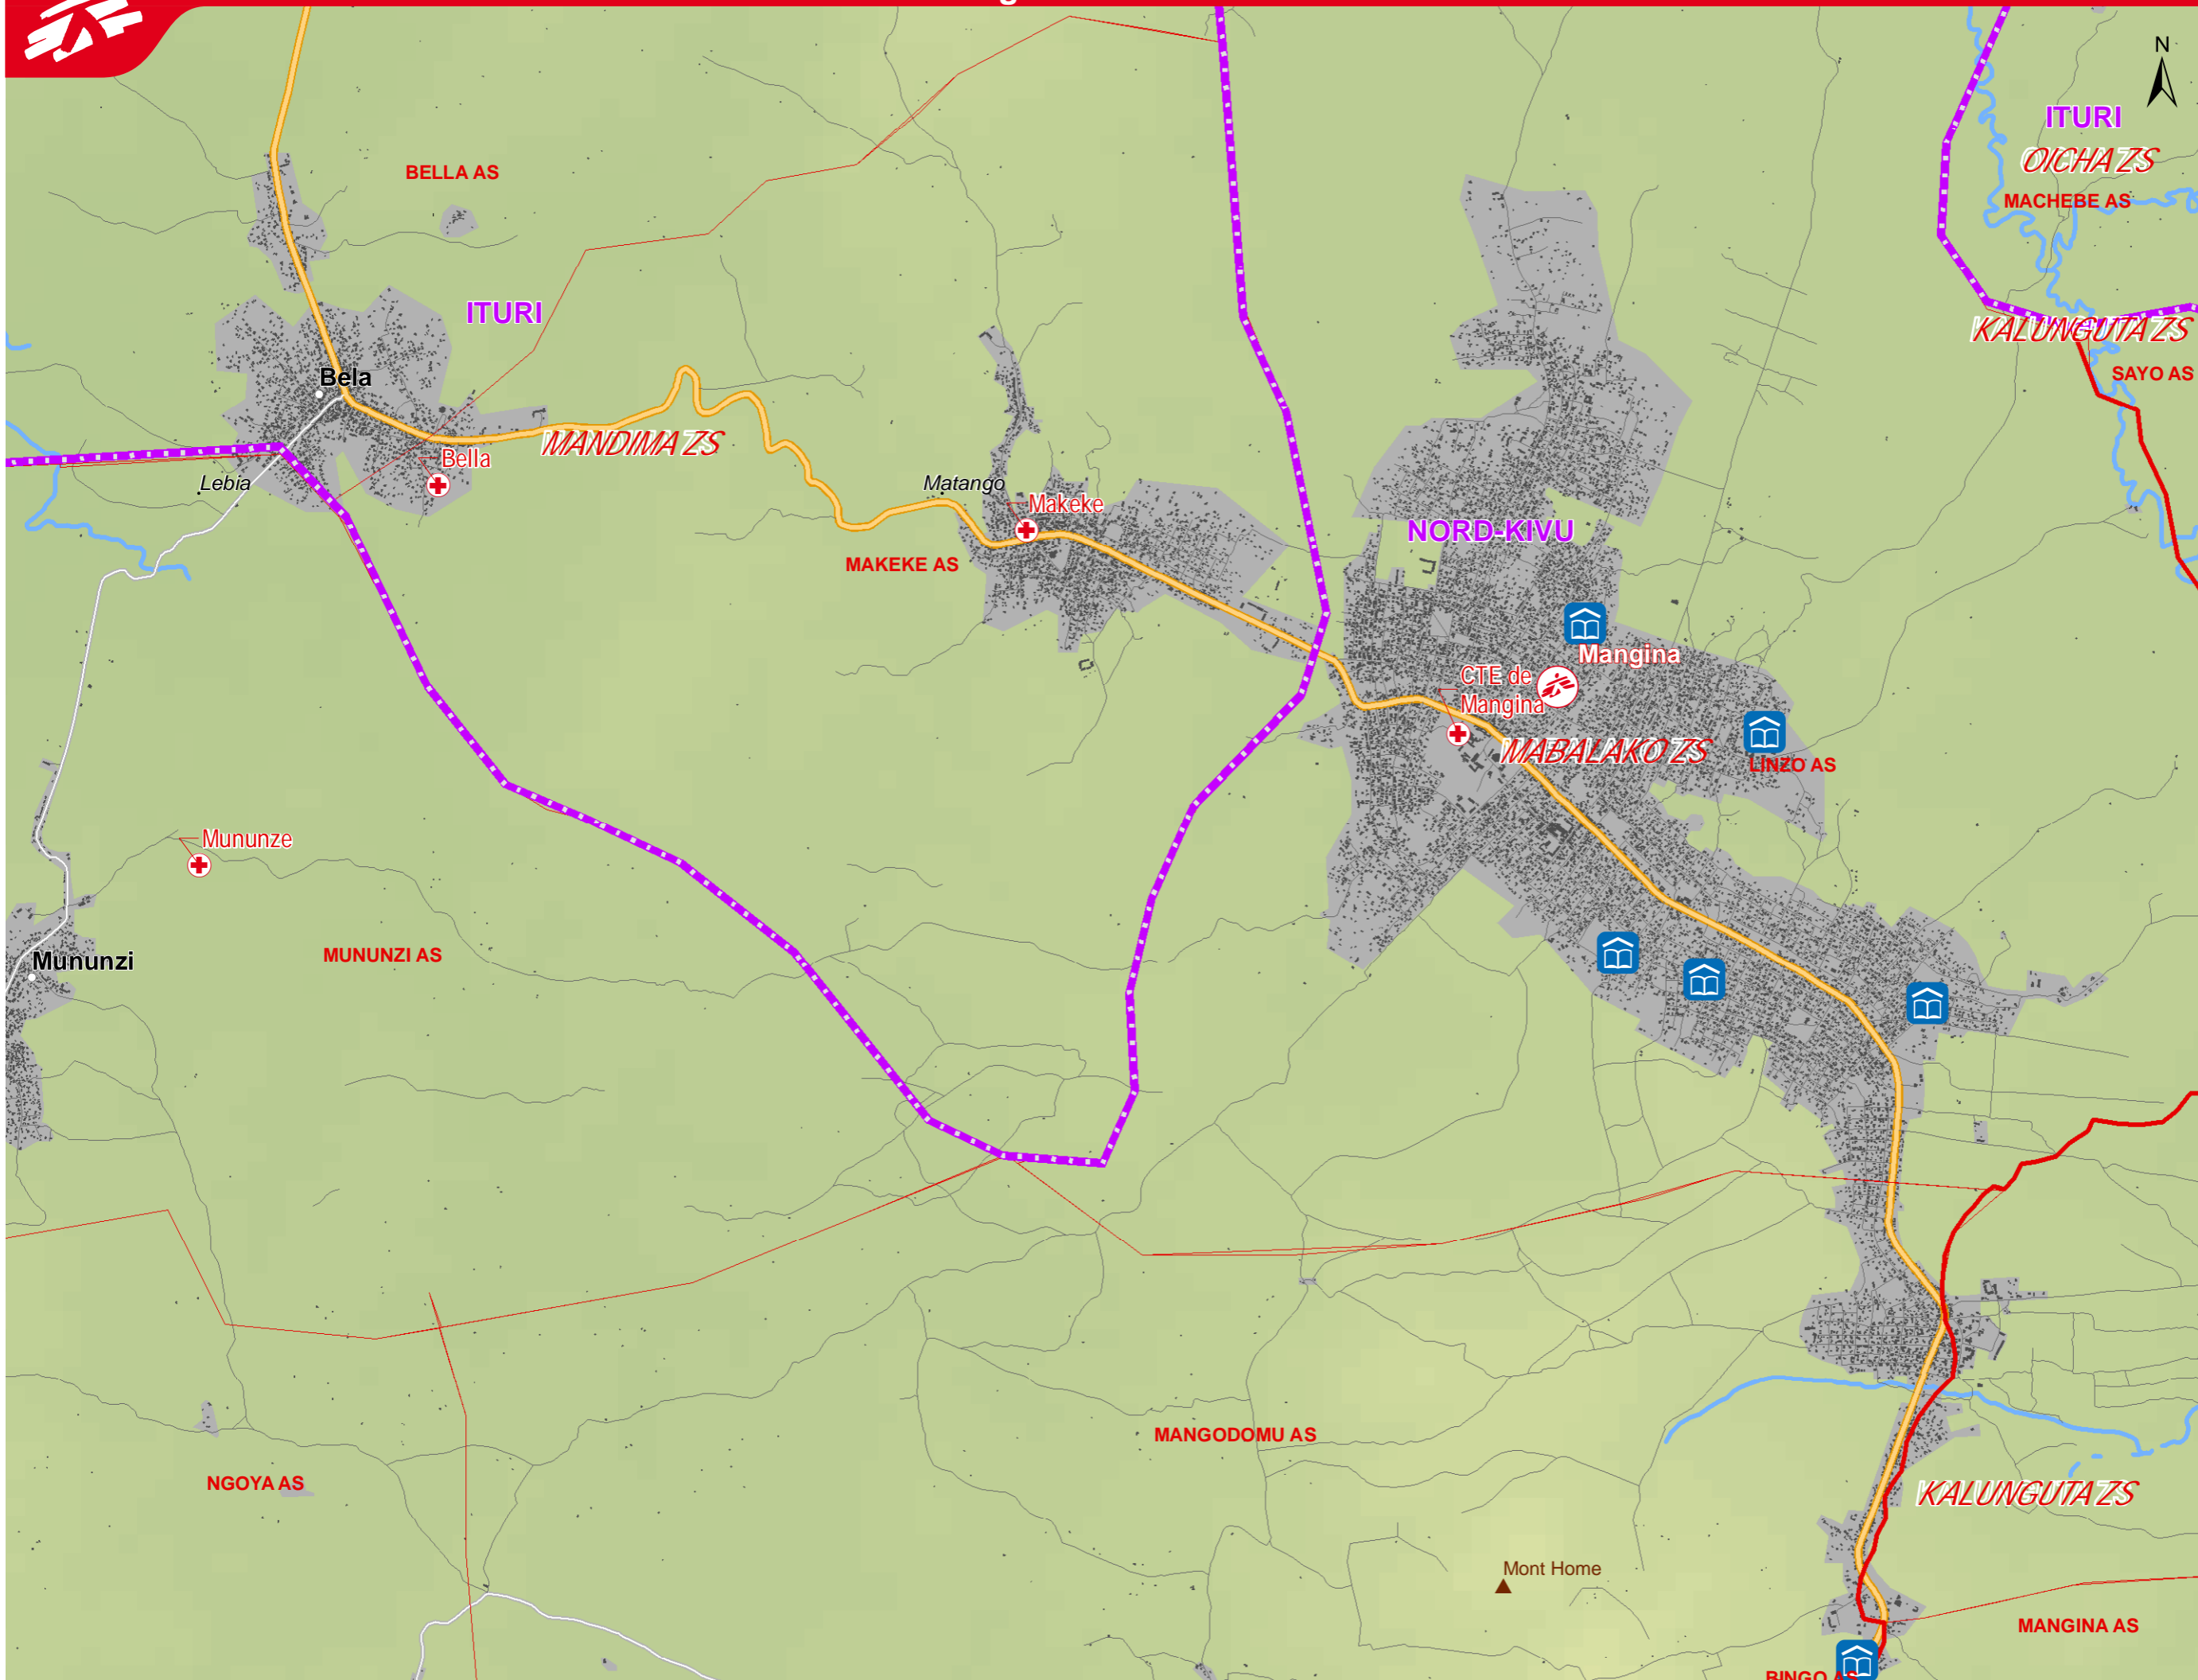 N
ITURI
OICHA ZS
MACHEBE AS
BELLA AS
ITURI
KALUNGUTA ZS
SAYO AS
Bela
MANDIMA ZS
Bella
Lebia
Matango
Makeke
NORD-KIVU
MAKEKE AS
Mangina
CTE de
Mangina
MABALAKO ZS
LINZO AS
Mununze
MUNUNZI AS
Mununzi
MANGODOMU AS
NGOYA AS
KALUNGUTA ZS
Mont Home
MANGINA AS
BINGO AS